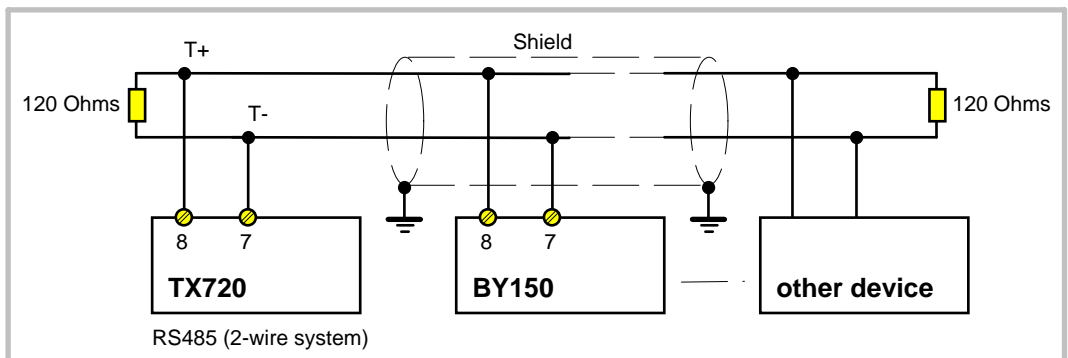 Shield
T+
120 Ohms
120 Ohms
T-
8
7
8
7
TX720
BY150
other device
RS485 (2-wire system)